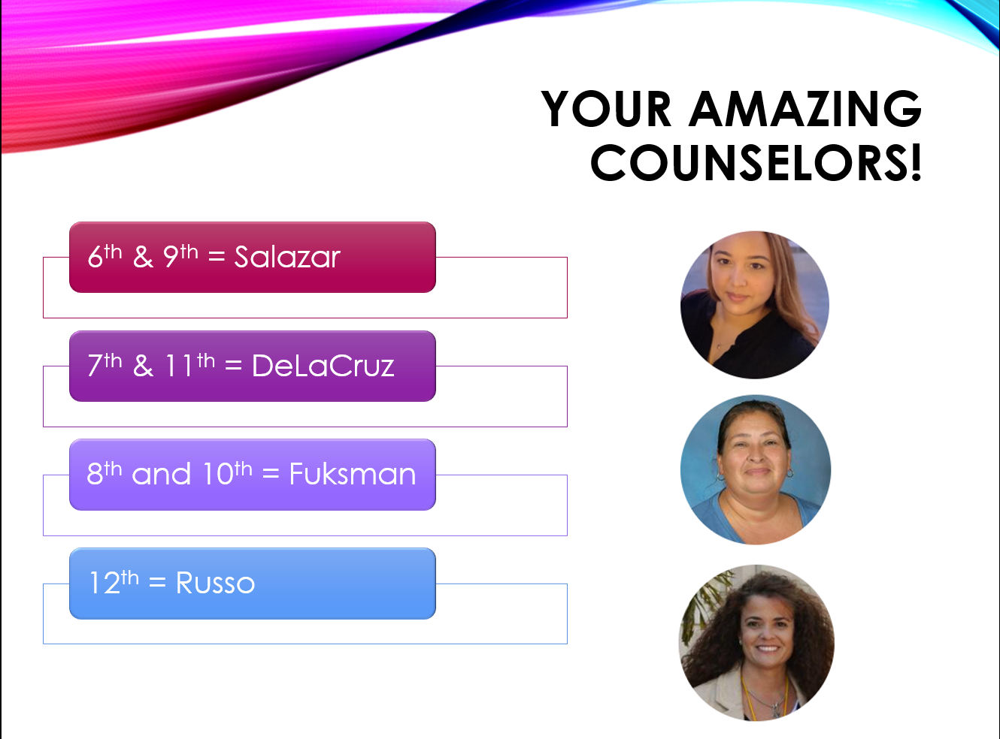 YOUR AMAZING
COUNSELORS!
6th & 9th = Salazar
7th & 11th = DeLaCruz
8th and 10th = Fuksman
12th = Russo